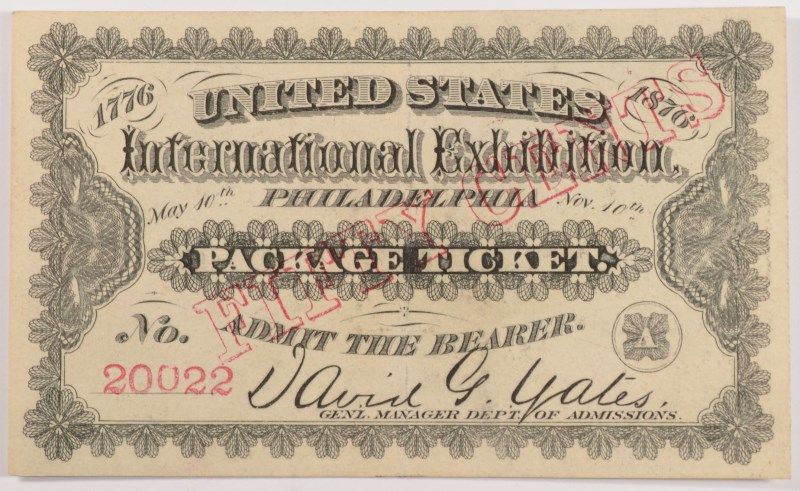 1776 UNITED STATES 1876.
International Exhibition,
May 10th PHILADELPHIA Nov. 10th
PACKAGE TICKET.
FIFTY CENTS
No. ADMIT THE BEARER. A
20022
David G. Yates,
GENL. MANAGER DEPT. OF ADMISSIONS.